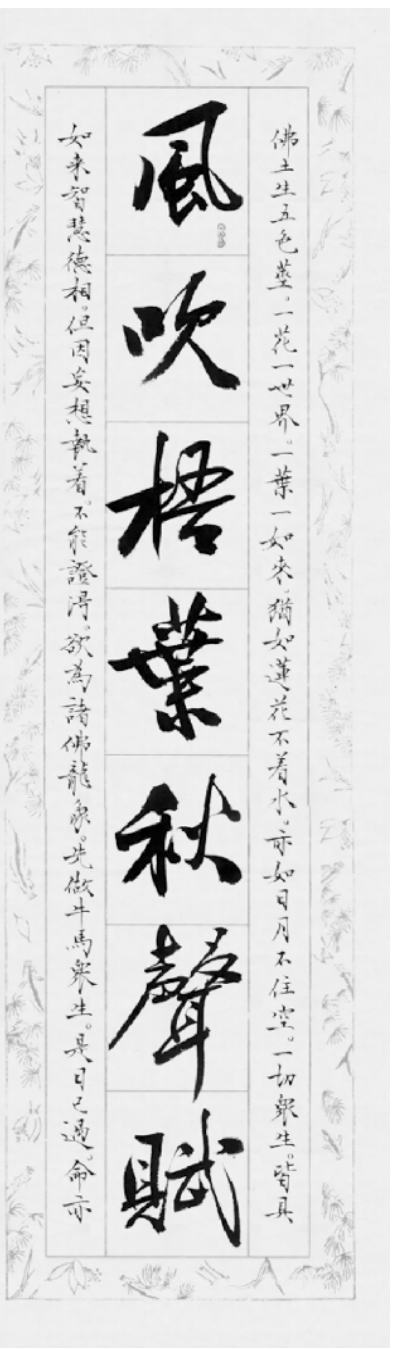 佛土生五色莖。一花一世界。一葉一如来。猶如蓮花不着水。亦如日月不住空。一切衆生。皆具
風吹梧葉秋聲賦
如来智慧德相。但因妄想執着。不能證得。欲為諸佛龍象。先做牛馬衆生。是日已過。命亦